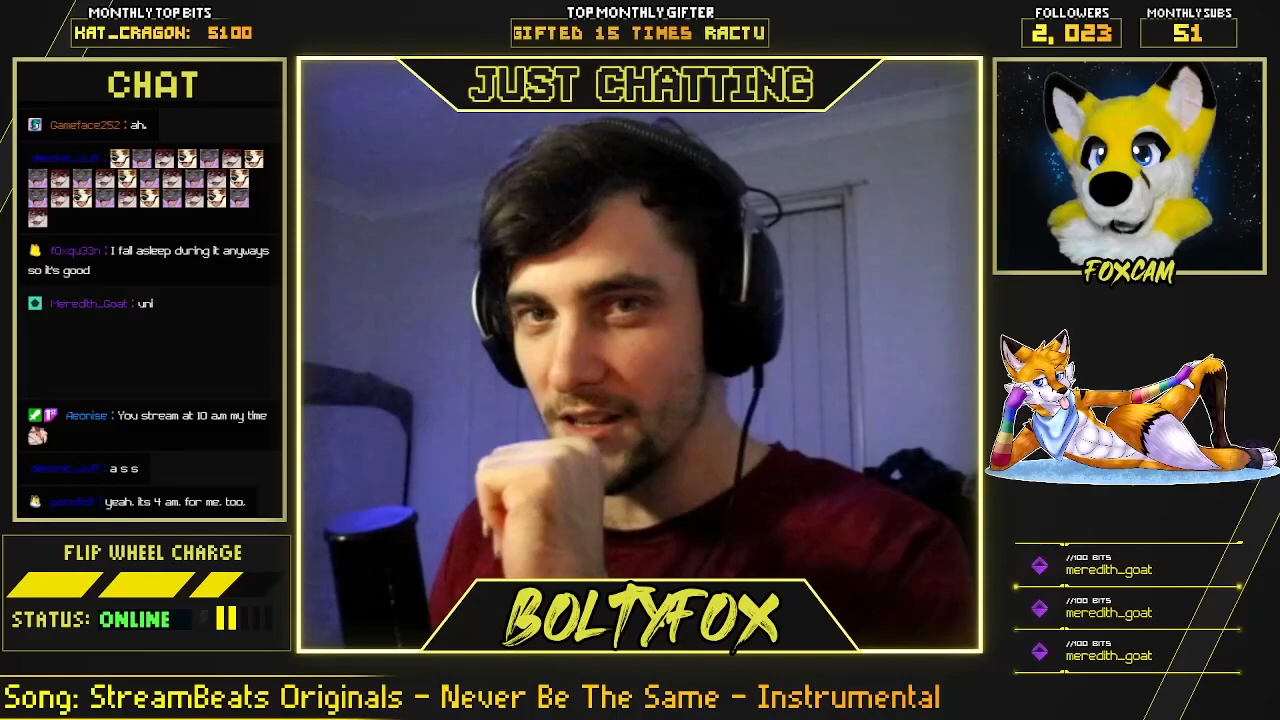 MONTHLY TOP BITS
KAT_CRAGON: 5100
TOP MONTHLY GIFTER
GIFTED 15 TIMES RACTU
FOLLOWERS
2,023
MONTHLY SUBS
51
CHAT
Gameface252 : ah.
f0xqu33n : I fall asleep during it anyways
so it's good
Meredith_Goat : unl
Aeonise : You stream at 10 am my time
a s s
yeah. its 4 am. for me. too.
FLIP WHEEL CHARGE
STATUS: ONLINE
JUST CHATTING
BOLTYFOX
FOXCAM
//100 BITS
meredith_goat
//100 BITS
meredith_goat
//100 BITS
meredith_goat
Song: StreamBeats Originals - Never Be The Same - Instrumental